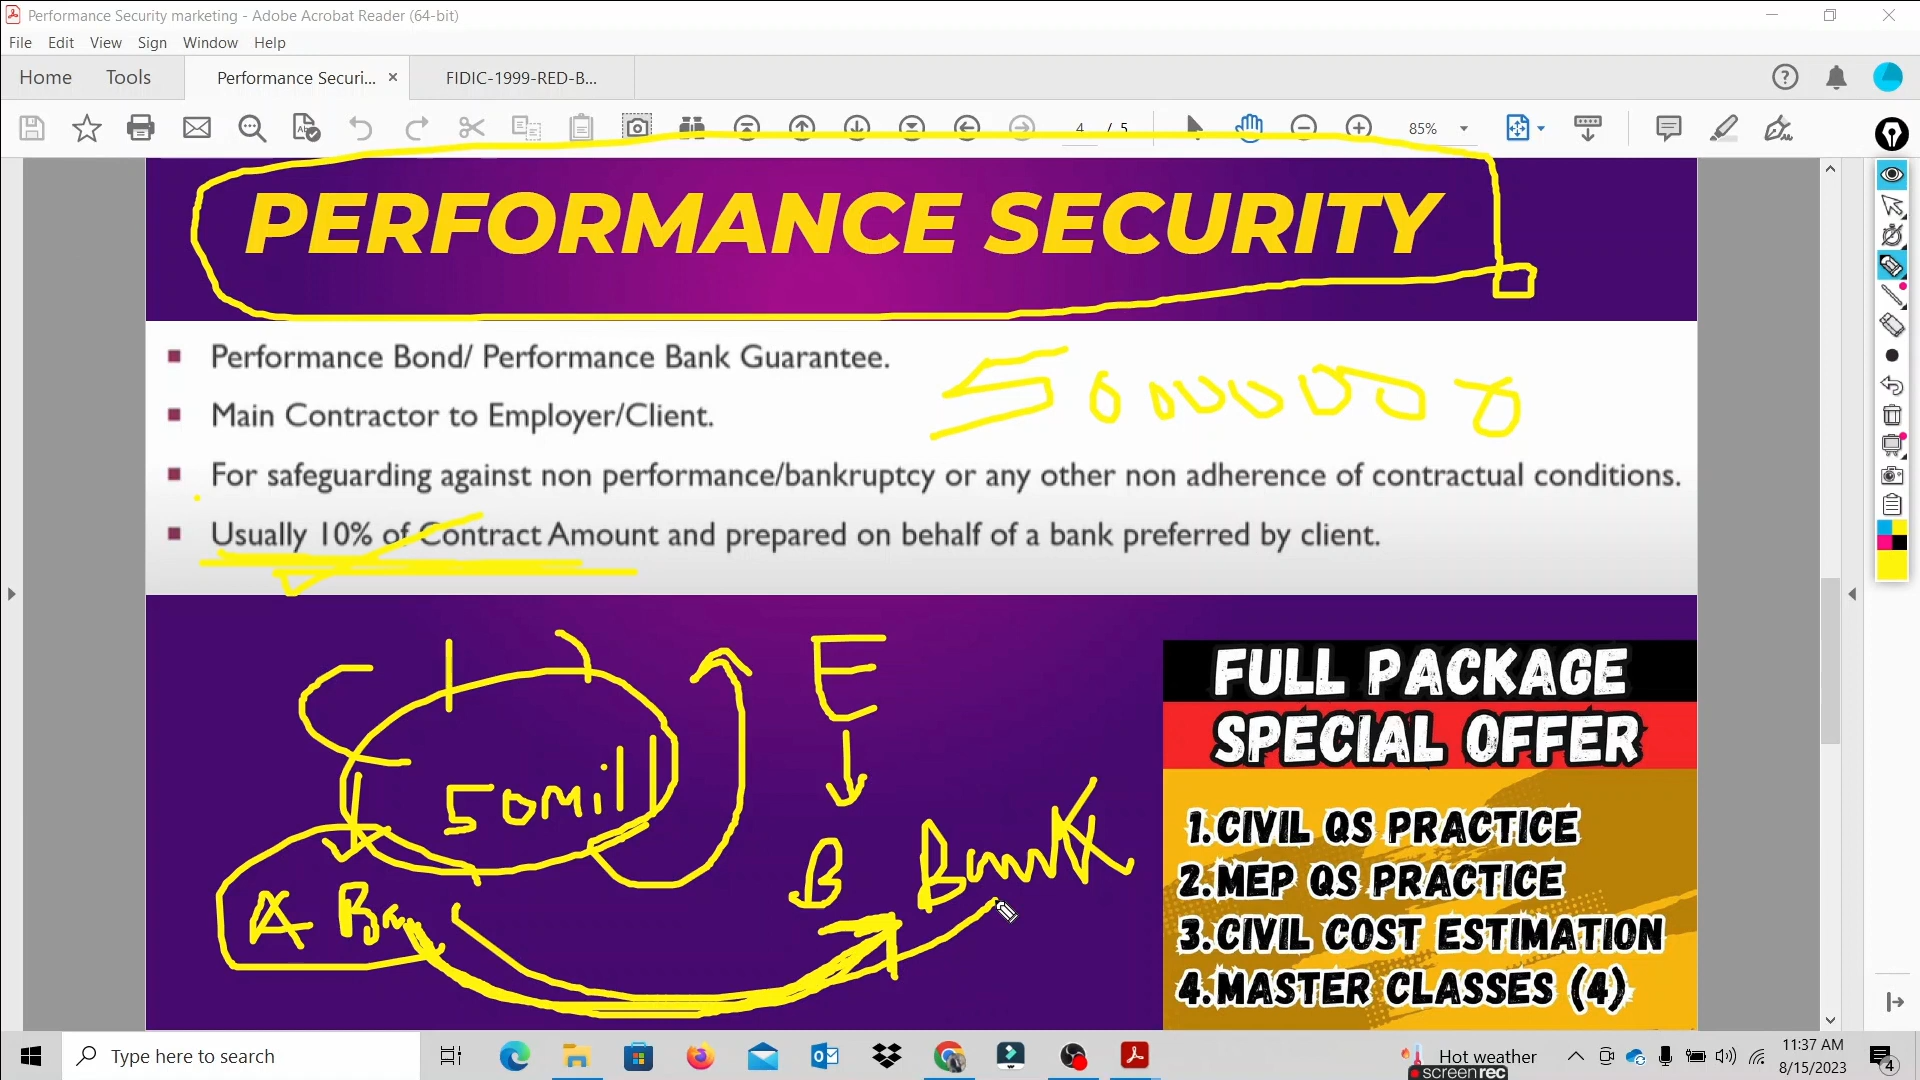 Performance Security marketing - Adobe Acrobat Reader (64-bit)
File Edit View Sign Window Help
Home Tools Performance Securi... × FIDIC-1999-RED-B...
4 / 5 85%
PERFORMANCE SECURITY
Performance Bond/ Performance Bank Guarantee.
Main Contractor to Employer/Client.
For safeguarding against non performance/bankruptcy or any other non adherence of contractual conditions.
Usually 10% of Contract Amount and prepared on behalf of a bank preferred by client.
E
50Mill
B Bank
A Ban
FULL PACKAGE
SPECIAL OFFER
1.CIVIL QS PRACTICE
2.MEP QS PRACTICE
3.CIVIL COST ESTIMATION
4.MASTER CLASSES (4)
Type here to search
Hot weather
screenrec
11:37 AM
8/15/2023
4